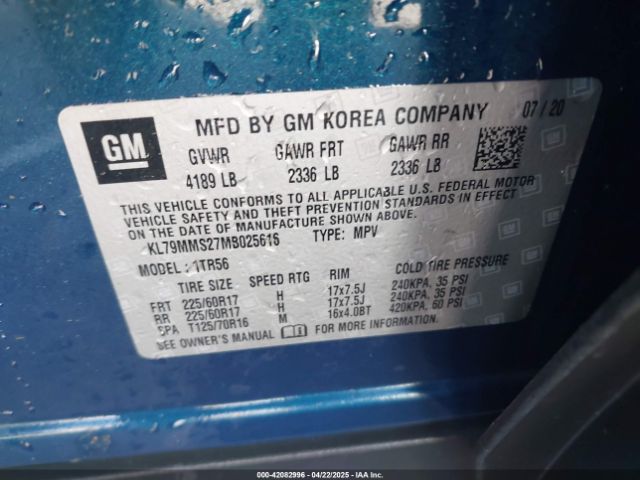 GM
MFD BY GM KOREA COMPANY 07/20
GVWR GAWR FRT GAWR RR
4189 LB 2336 LB 2336 LB
THIS VEHICLE CONFORMS TO ALL APPLICABLE U.S. FEDERAL MOTOR
VEHICLE SAFETY AND THEFT PREVENTION STANDARDS IN EFFECT
ON THE DATE OF MANUFACTURE SHOWN ABOVE.
KL79MMS27MB025616 TYPE: MPV
MODEL: 1TR56
TIRE SIZE SPEED RTG RIM COLD TIRE PRESSURE
FRT 225/60R17 H 17x7.5J 240KPA, 35 PSI
RR 225/60R17 H 17x7.5J 240KPA, 35 PSI
SPA T125/70R16 M 16x4.0BT 420KPA, 60 PSI
SEE OWNER'S MANUAL FOR MORE INFORMATION.
000-42082996 - 04/22/2025 - IAAI.COM